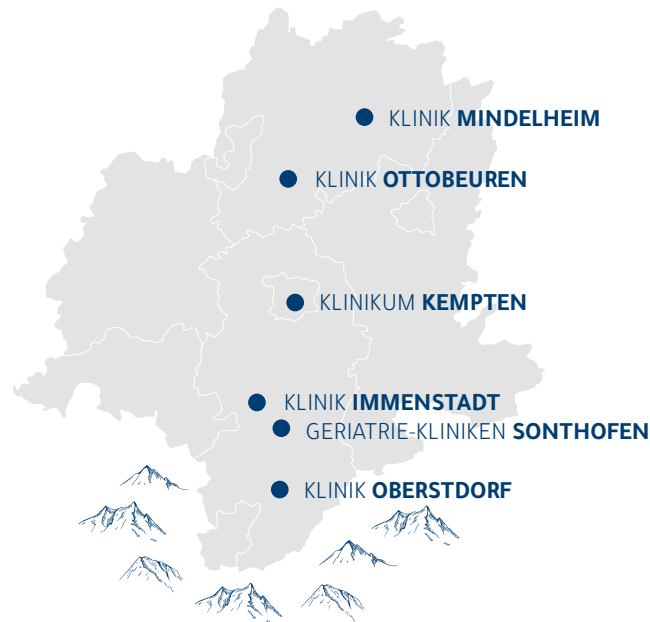 KLINIK MINDELHEIM
KLINIK OTTOBEUREN
KLINIKUM KEMPTEN
KLINIK IMMENSTADT
GERIATRIE-KLINIKEN SONTHOFEN
KLINIK OBERSTDORF